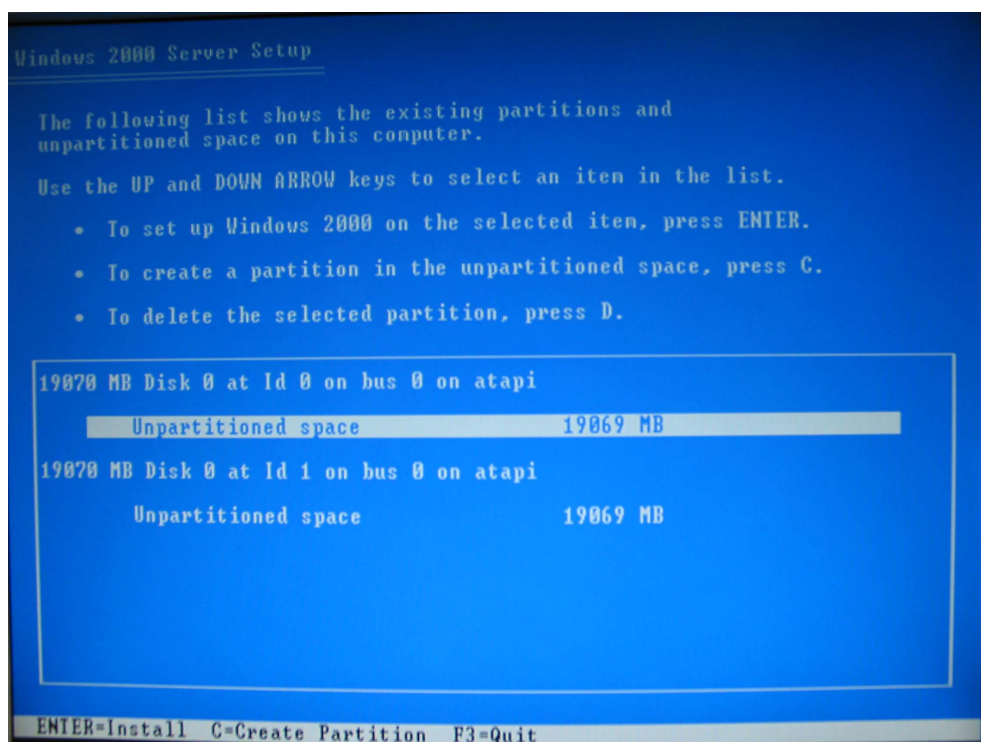 Windows 2000 Server Setup
The following list shows the existing partitions and
unpartitioned space on this computer.
Use the UP and DOWN ARROW keys to select an item in the list.
• To set up Windows 2000 on the selected item, press ENTER.
• To create a partition in the unpartitioned space, press C.
• To delete the selected partition, press D.
19070 MB Disk 0 at Id 0 on bus 0 on atapi
Unpartitioned space 19069 MB
19070 MB Disk 0 at Id 1 on bus 0 on atapi
Unpartitioned space 19069 MB
ENTER=Install C=Create Partition F3=Quit